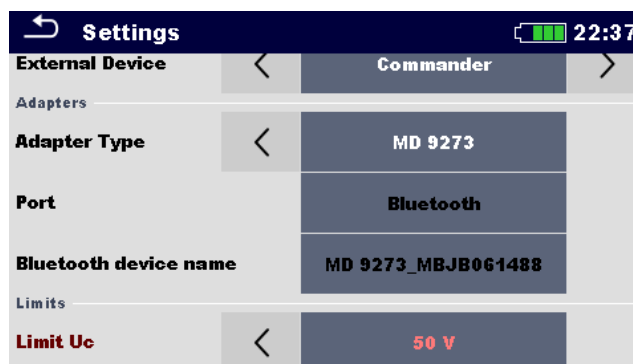 Settings 22:37
External Device Commander
Adapters
Adapter Type MD 9273
Port Bluetooth
Bluetooth device name MD 9273_MBJB061488
Limits
Limit Uc 50 V